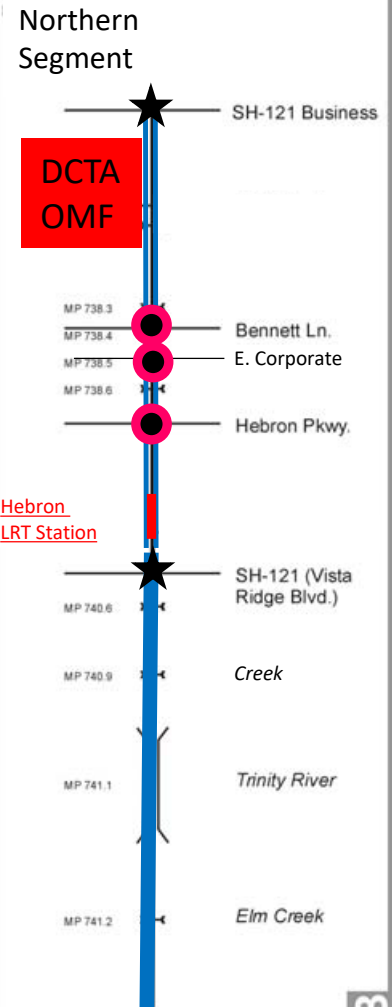 Northern
Segment
SH-121 Business
DCTA
OMF
MP 738.3
Bennett Ln.
MP 738.4
E. Corporate
MP 738.5
MP 738.6
Hebron Pkwy.
Hebron
LRT Station
SH-121 (Vista
Ridge Blvd.)
MP 740.6
MP 740.9
Creek
MP 741.1
Trinity River
MP 741.2
Elm Creek